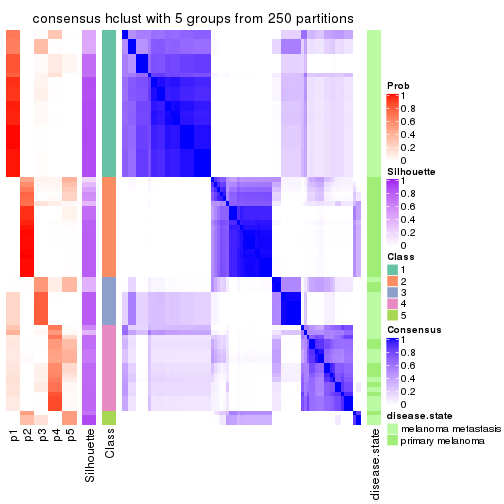 consensus hclust with 5 groups from 250 partitions
Prob
1
0.8
0.6
0.4
0.2
0
Silhouette
1
0.8
0.6
0.4
0.2
0
Class
1
2
3
4
5
Consensus
1
0.8
0.6
0.4
0.2
0
disease.state
melanoma metastasis
primary melanoma
p1
p2
p3
p4
p5
Silhouette
Class
disease.state